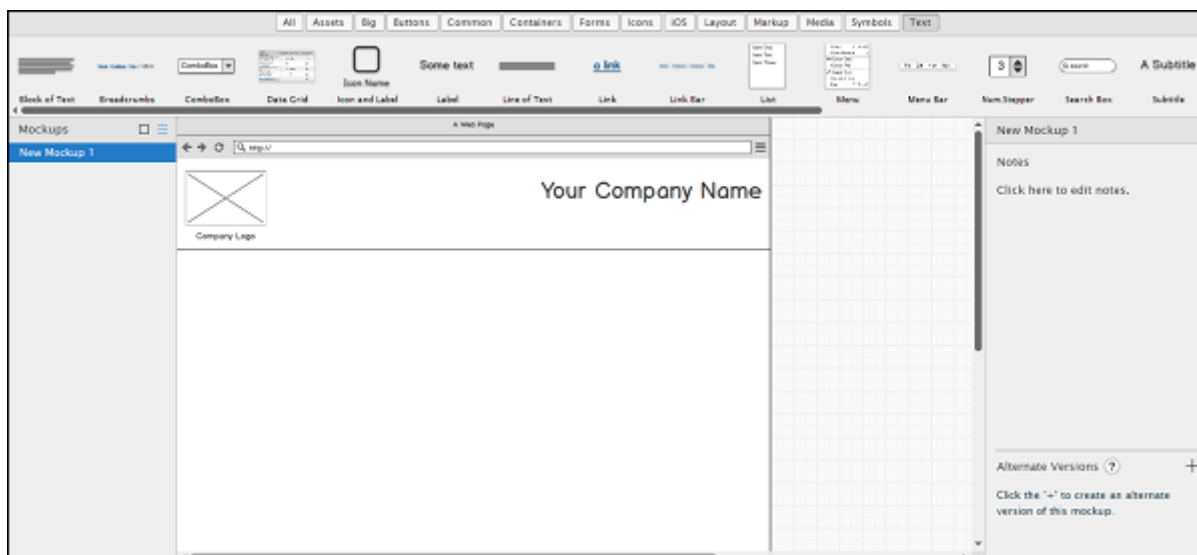 All Assets Big Buttons Common Containers Forms Icons iOS Layout Markup Media Symbols Text
ComboBox
Icon Name
Some text
a link
3
search
A Subtitle
Block of Text Breadcrumbs ComboBox Data Grid Icon and Label Label Line of Text Link Link Bar List Menu Menu Bar Num.Stepper Search Box Subtitle
Mockups
New Mockup 1
A Web Page
http://
Your Company Name
Company Logo
New Mockup 1
Notes
Click here to edit notes.
Alternate Versions ?
Click the '+' to create an alternate
version of this mockup.